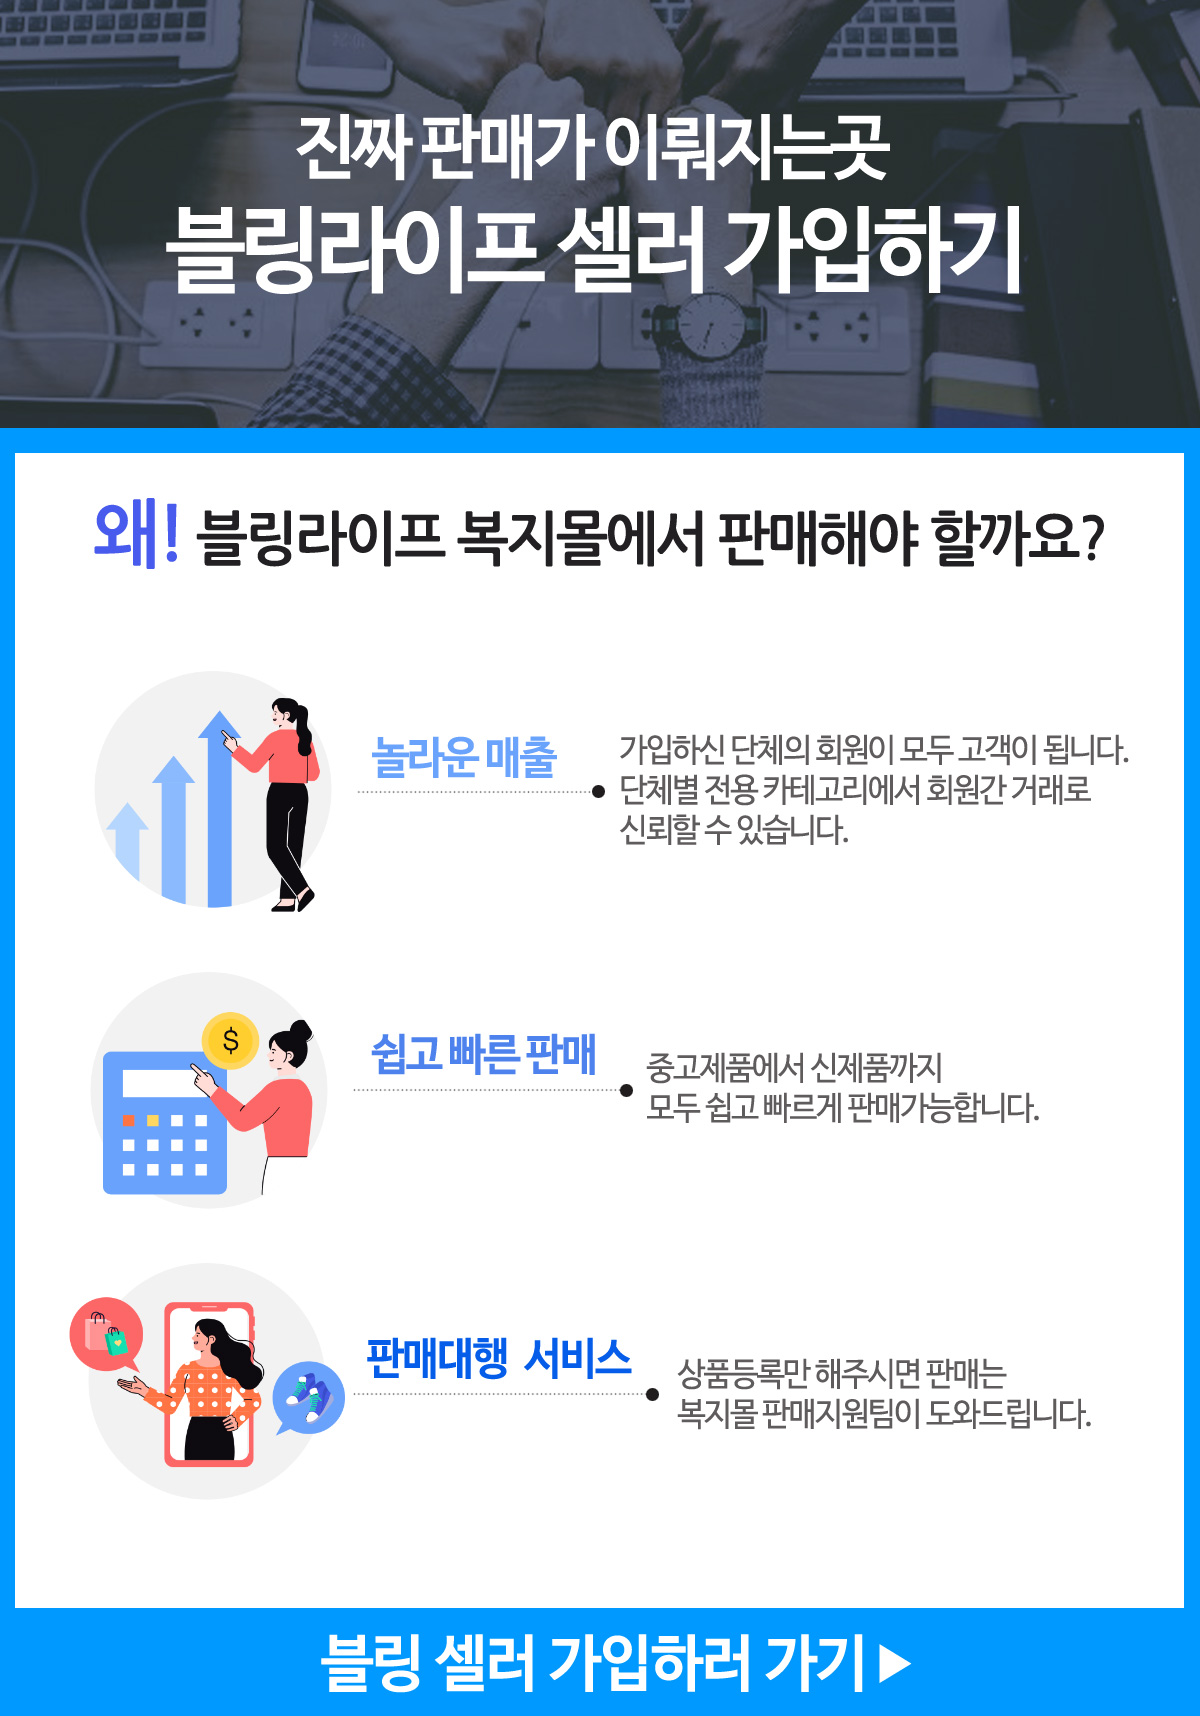 진짜 판매가 이뤄지는곳
블링라이프 셀러 가입하기
왜! 블링라이프 복지몰에서 판매해야 할까요?
놀라운 매출
가입하신 단체의 회원이 모두 고객이 됩니다.
단체별 전용 카테고리에서 회원간 거래로
신뢰할 수 있습니다.
$
쉽고 빠른 판매
중고제품에서 신제품까지
모두 쉽고 빠르게 판매가능합니다.
판매대행 서비스
상품등록만 해주시면 판매는
복지몰 판매지원팀이 도와드립니다.
블링 셀러 가입하러 가기▶